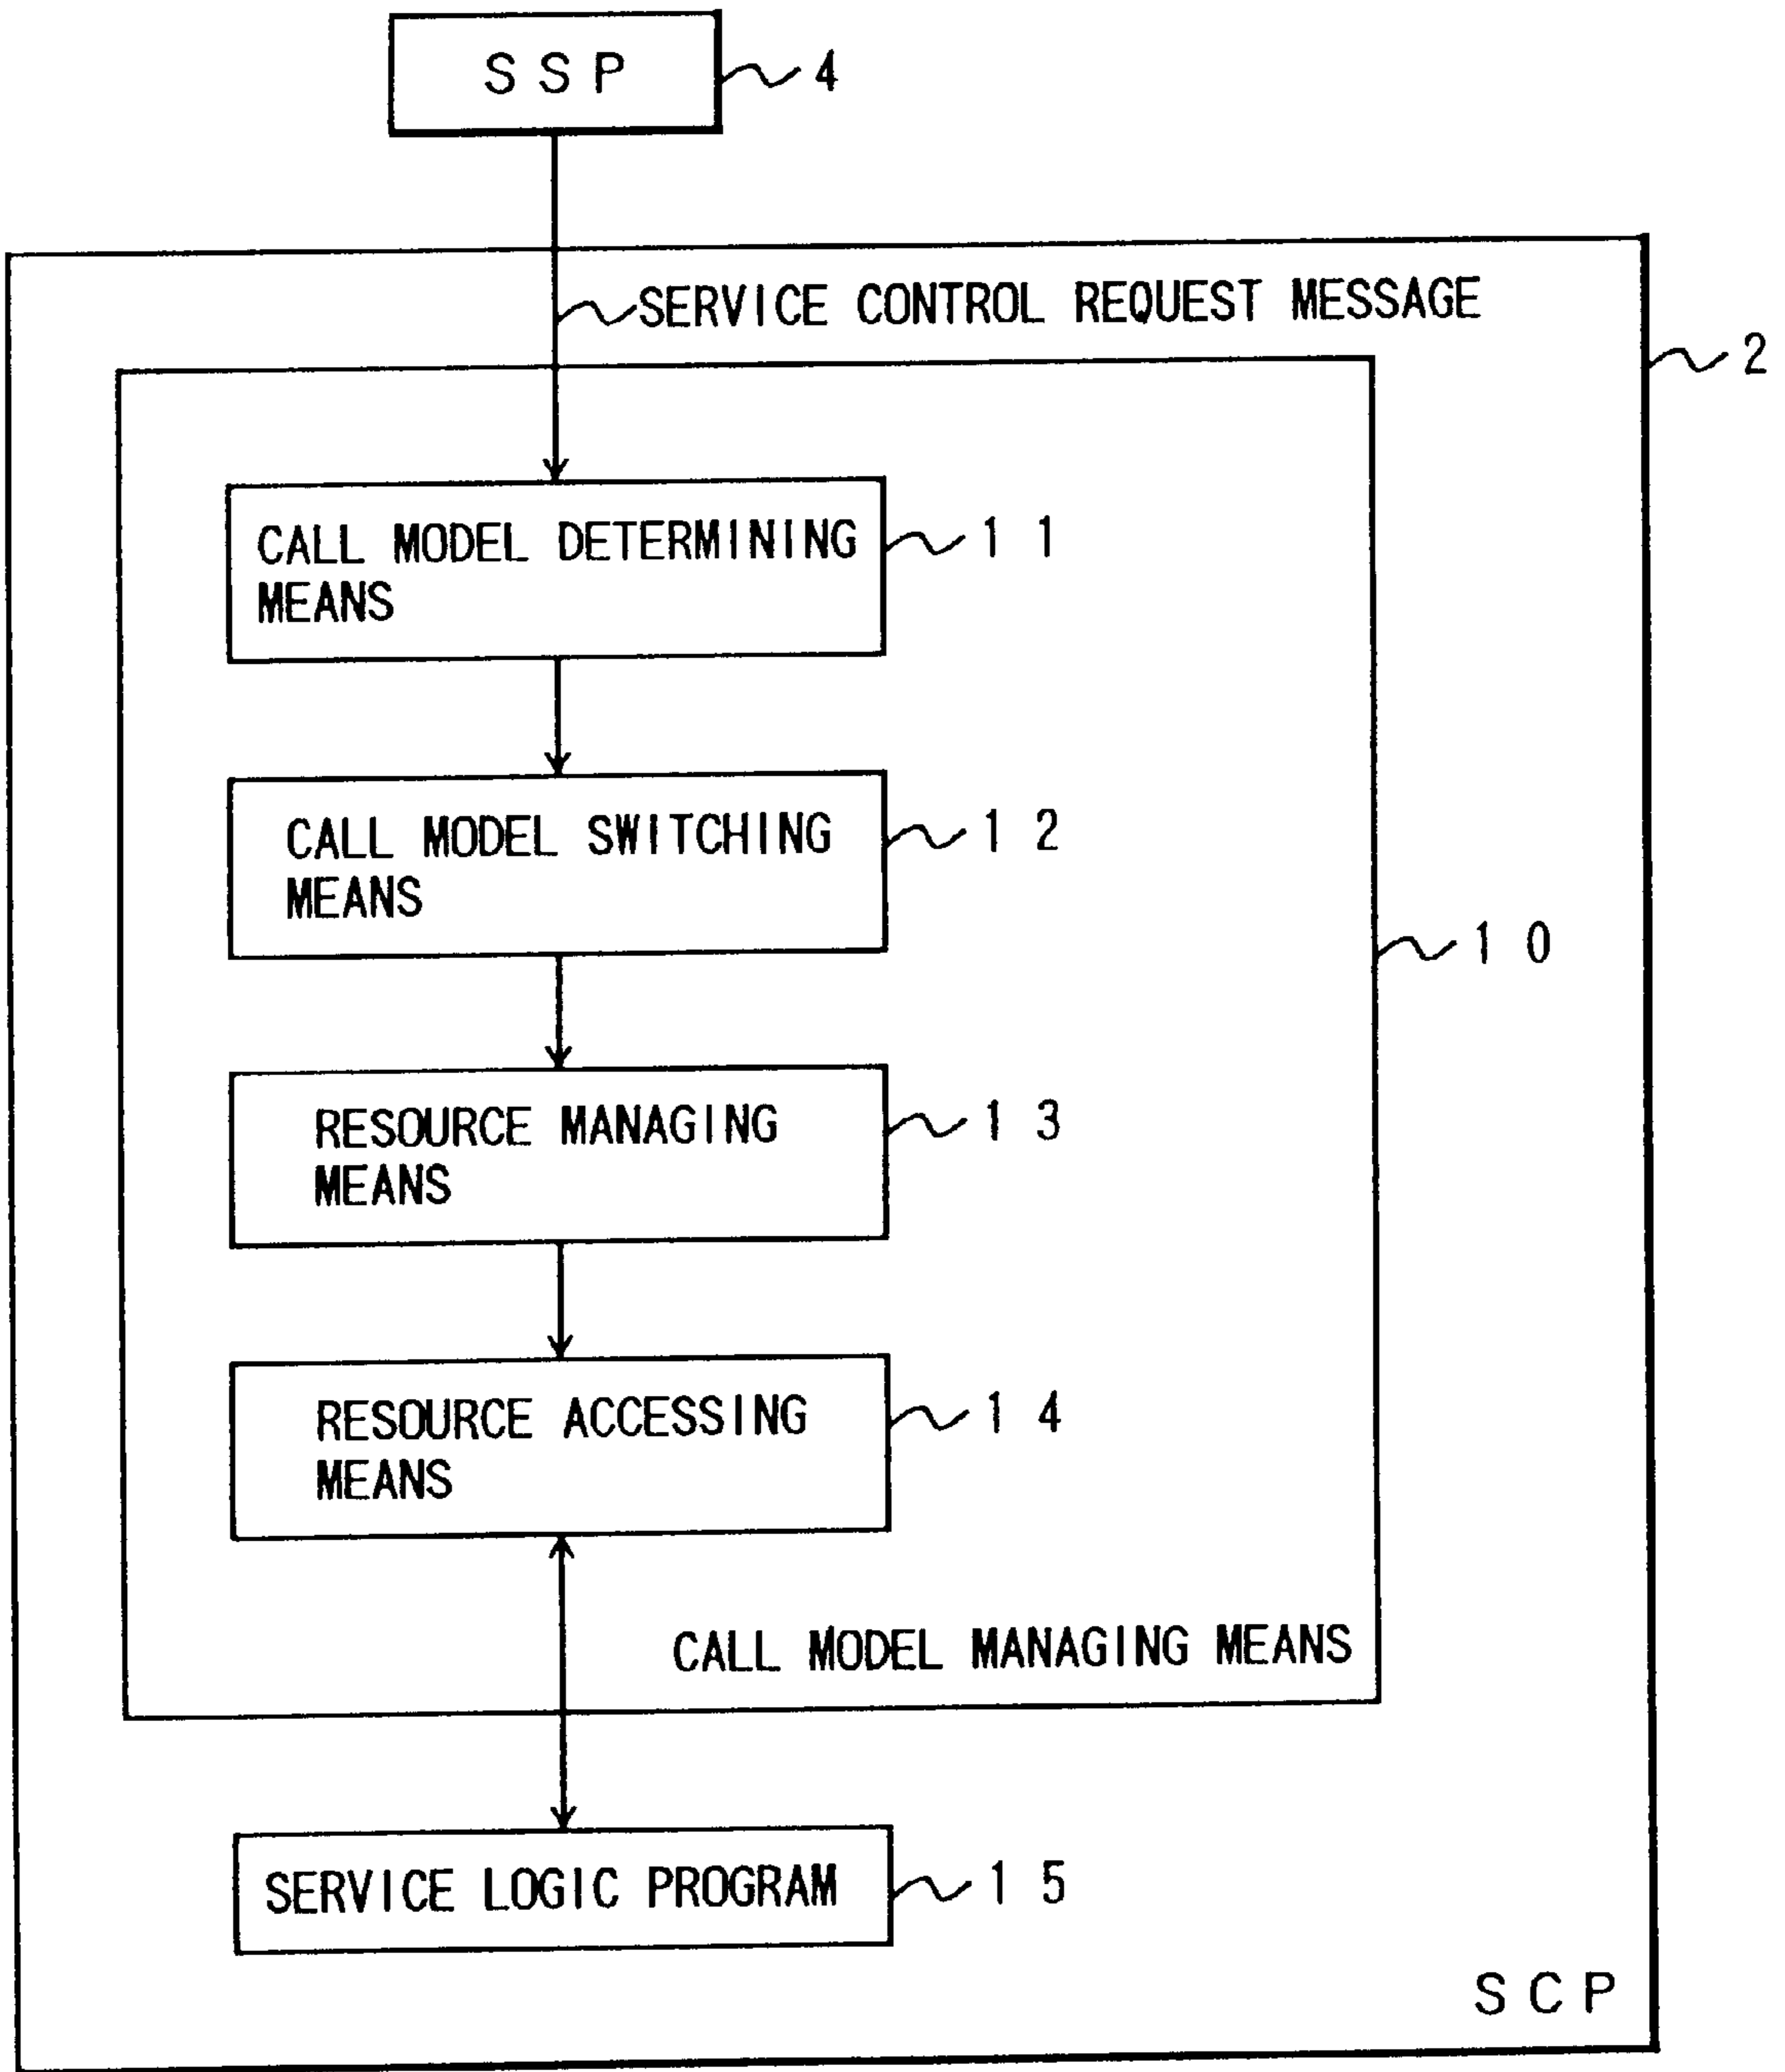 SSP
4
SERVICE CONTROL REQUEST MESSAGE
2
CALL MODEL DETERMINING
MEANS
11
CALL MODEL SWITCHING
MEANS
12
10
RESOURCE MANAGING
MEANS
13
RESOURCE ACCESSING
MEANS
14
CALL MODEL MANAGING MEANS
SERVICE LOGIC PROGRAM
15
SCP